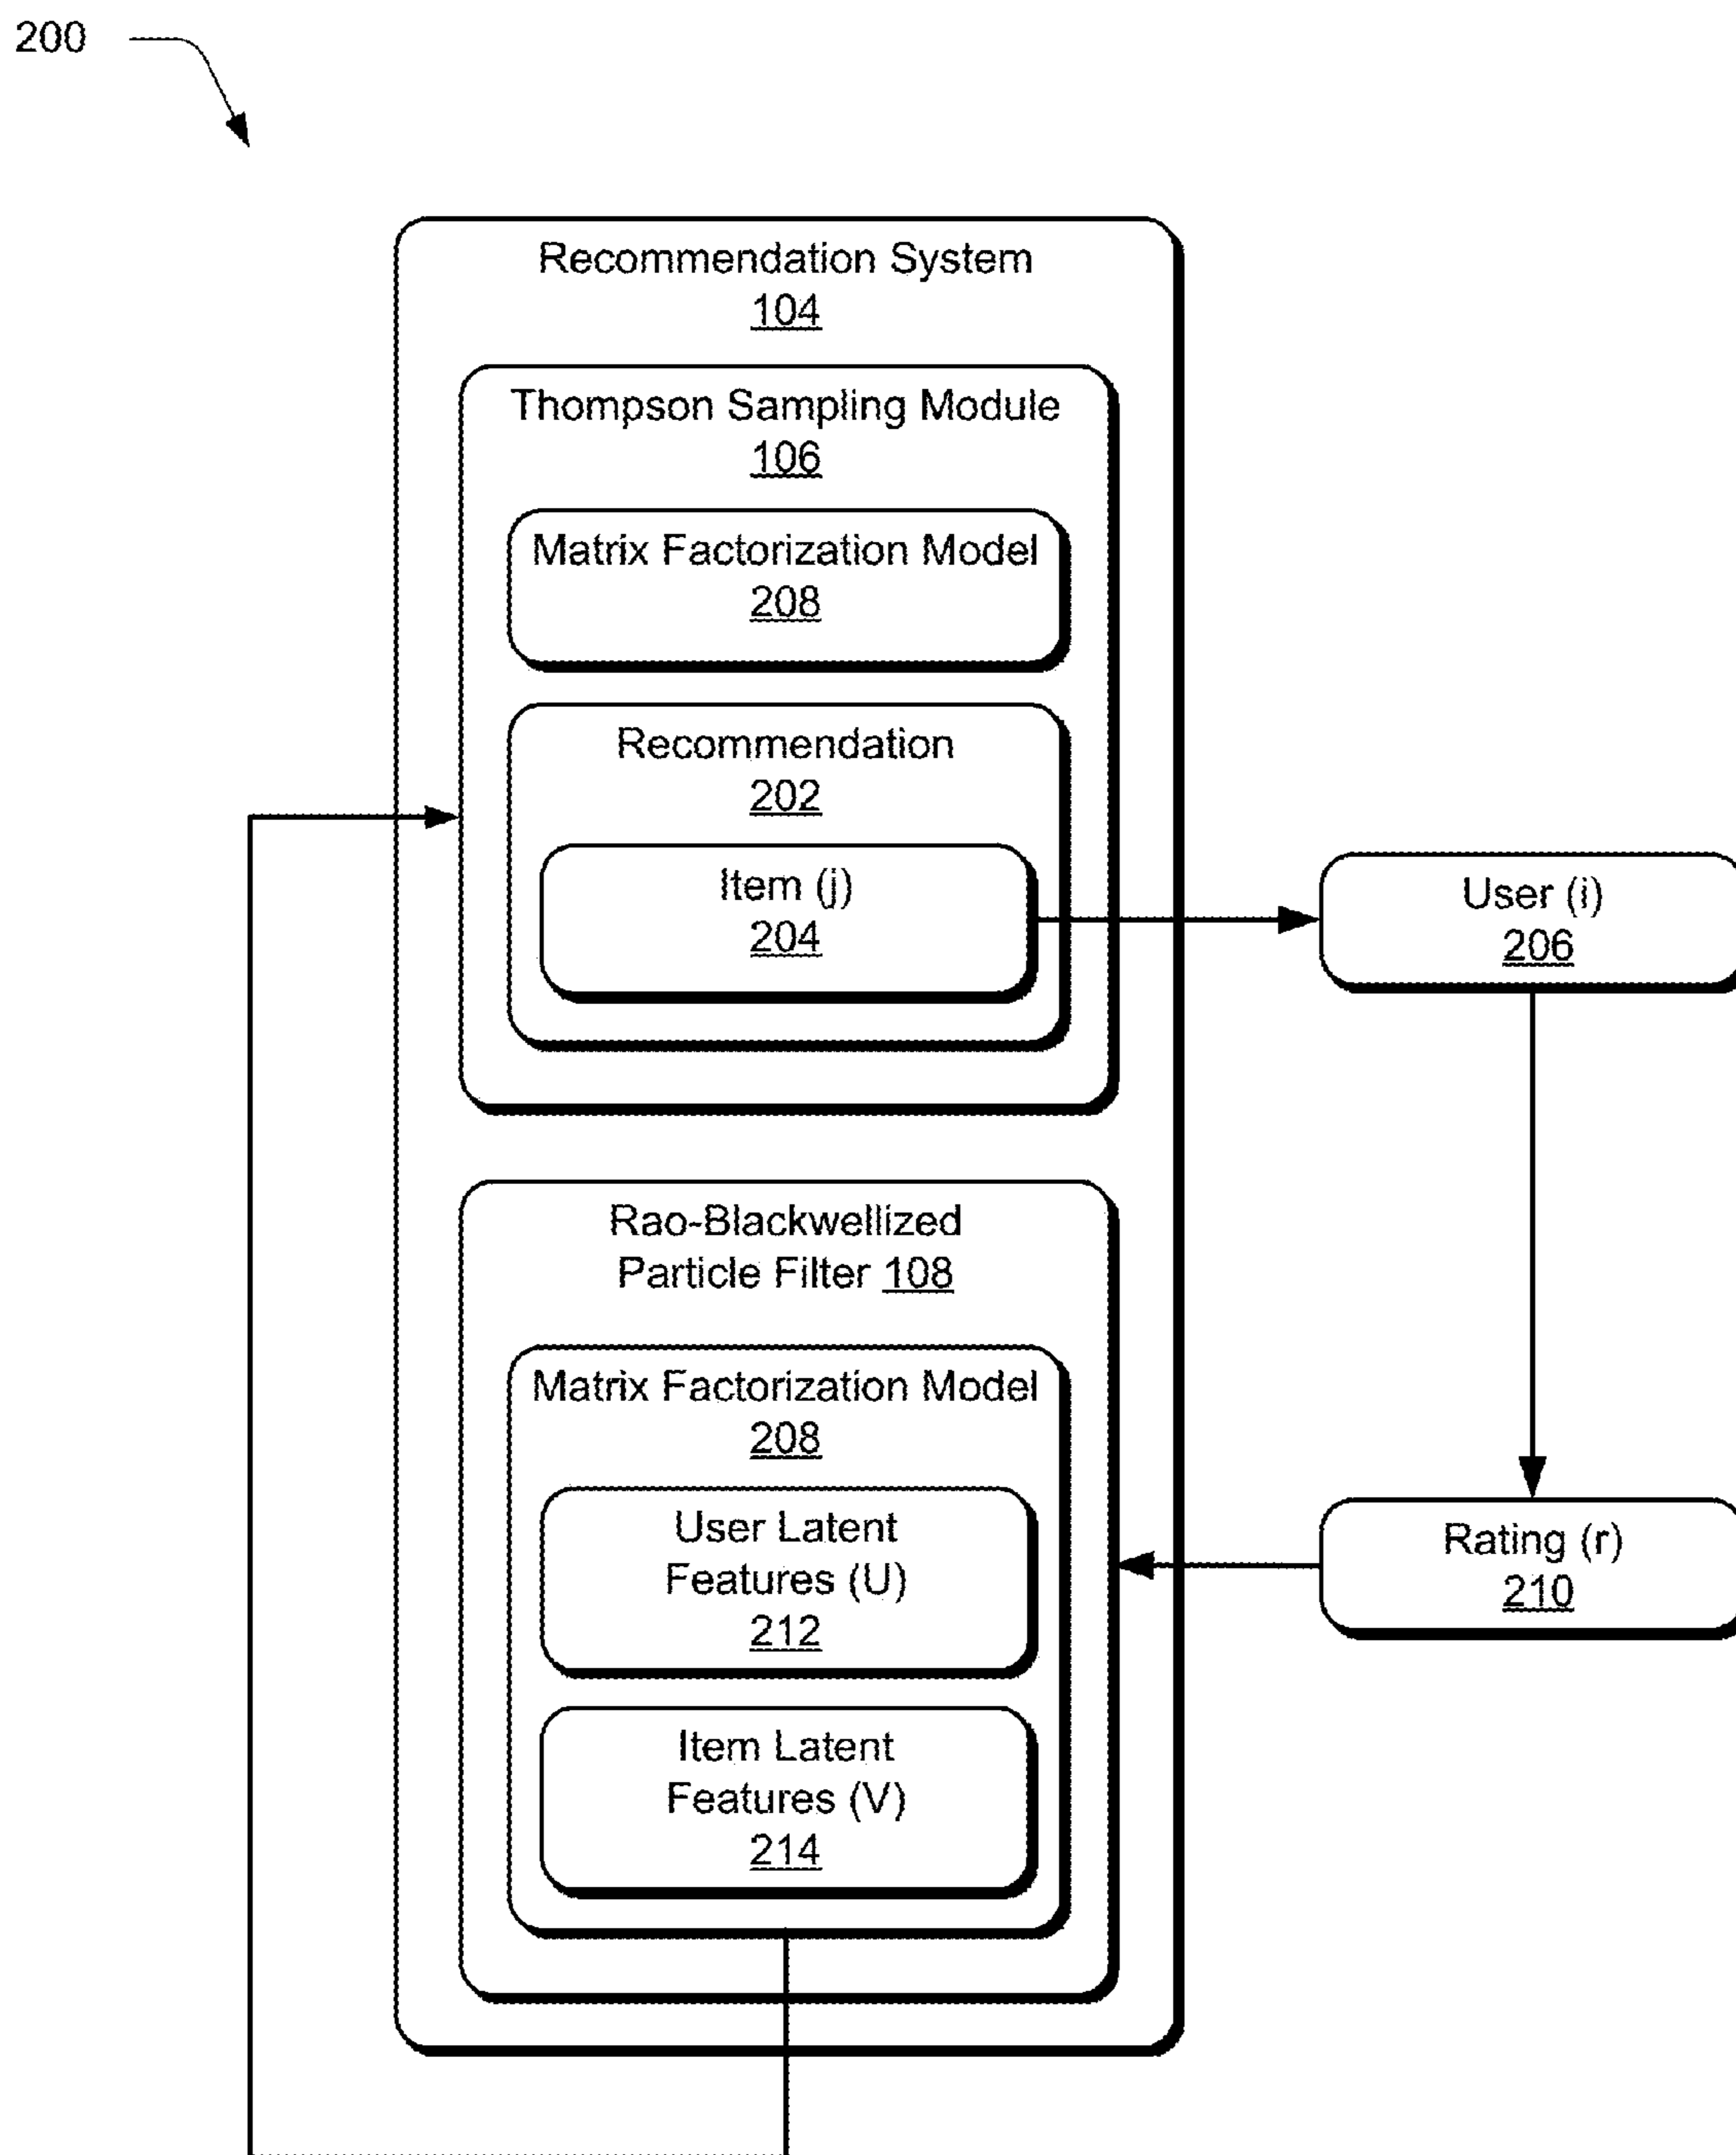 200
Recommendation System
104
Thompson Sampling Module
106
Matrix Factorization Model
208
Recommendation
202
Item (j)
204
User (i)
206
Rao-Blackwellized
Particle Filter 108
Matrix Factorization Model
208
User Latent
Features (U)
212
Rating (r)
210
Item Latent
Features (V)
214